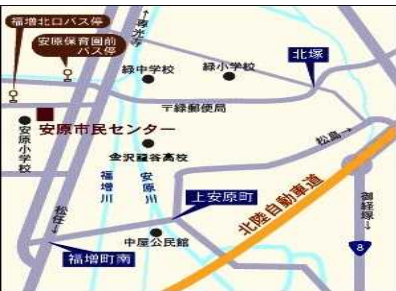 福増北口バス停
安原保育園前
バス停
↑専光寺
緑中学校
緑小学校
北塚
〒緑郵便局
安原小学校
安原市民センター
金沢龍谷高校
松島→
福増川
安原川
上安原町
北陸自動車道
御経塚↓
松任↓
中屋公民館
福増町南
8